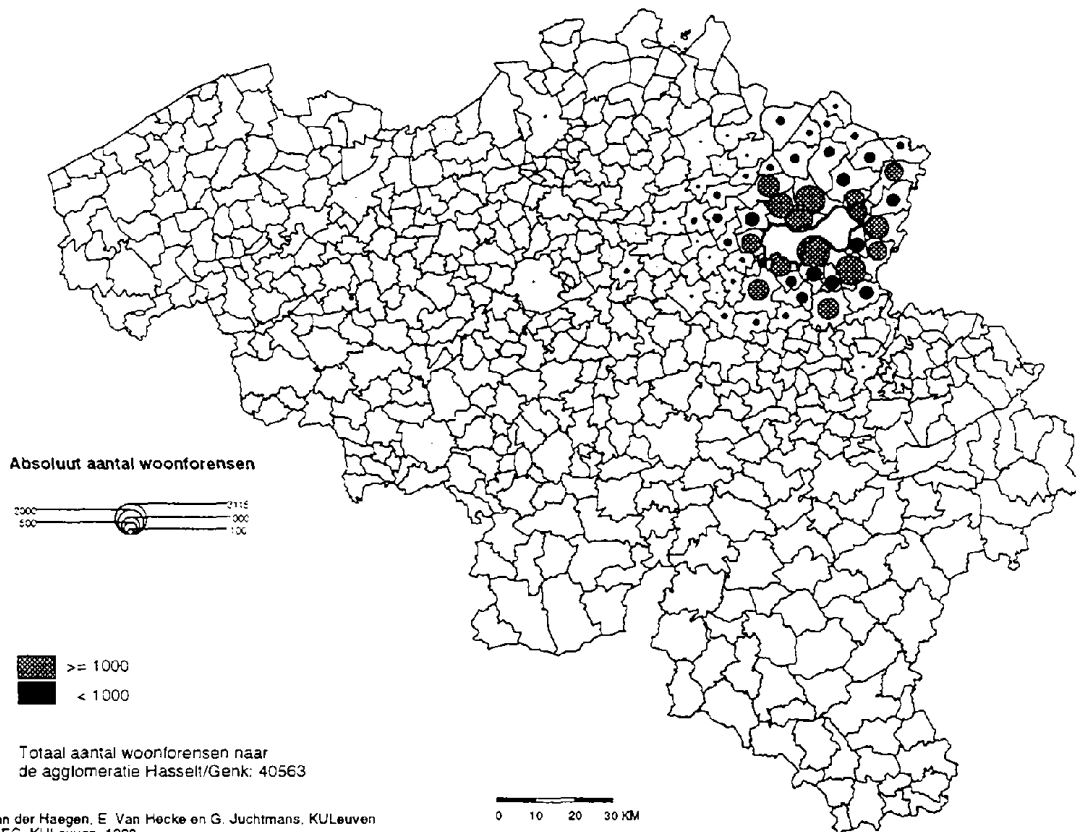 Absoluut aantal woonforensen
2000
500
3115
1000
100
>= 1000
< 1000
Totaal aantal woonforensen naar
de agglomeratie Hasselt/Genk: 40563
0 10 20 30 KM
an der Haegen, E. Van Hecke en G. Juchtmans, KULeuven